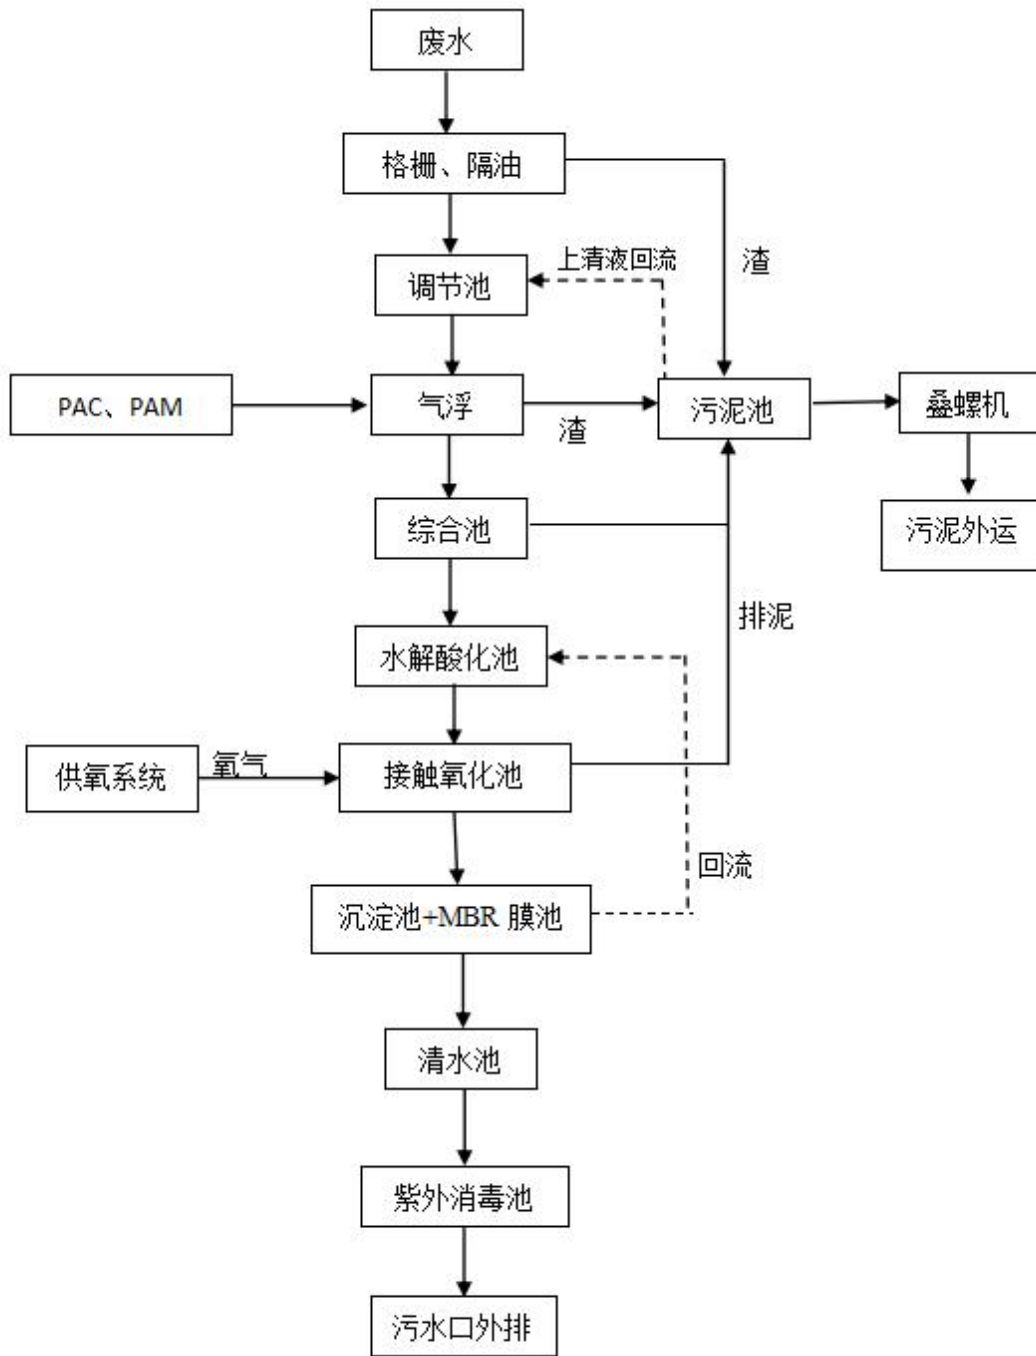 废水
格栅、隔油
上清液回流
渣
调节池
PAC、PAM
气浮
渣
污泥池
叠螺机
综合池
污泥外运
排泥
水解酸化池
供氧系统
氧气
接触氧化池
回流
沉淀池+MBR 膜池
清水池
紫外消毒池
污水口外排